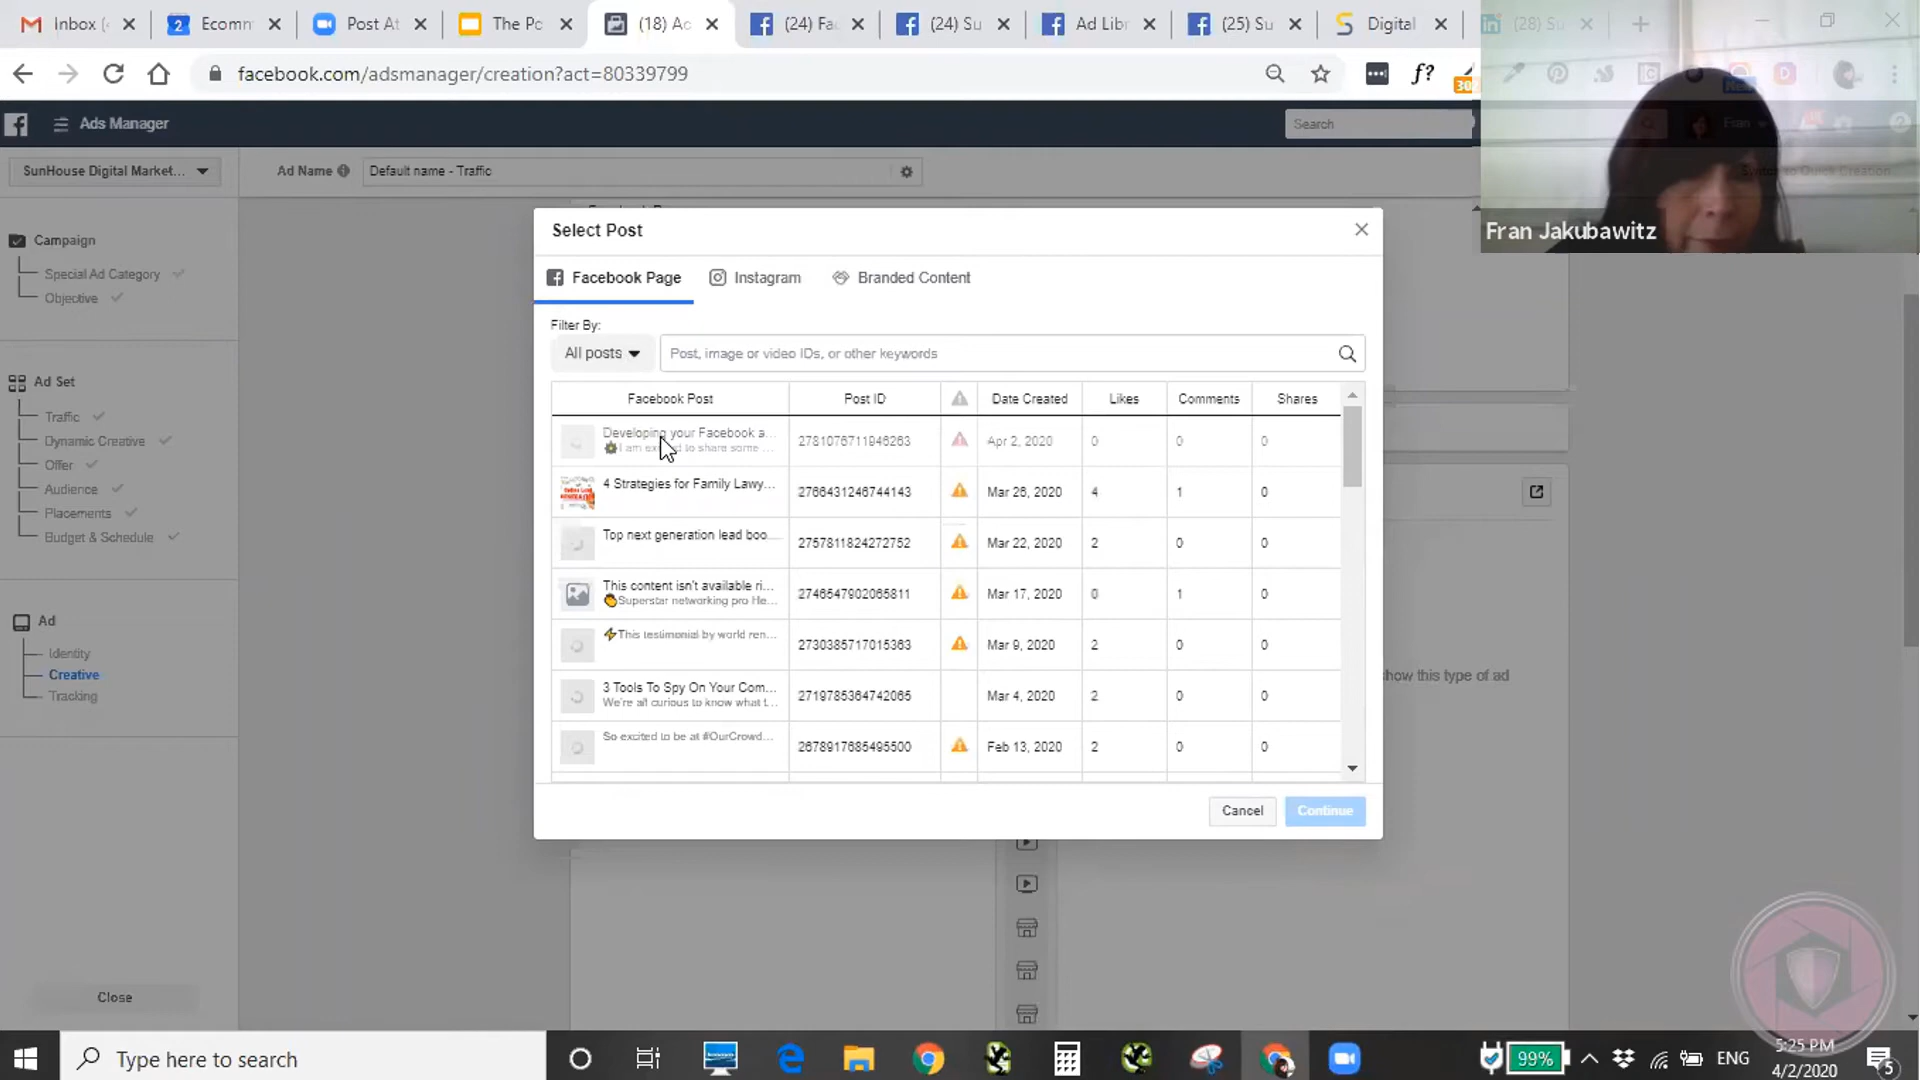 Inbox (
Ecomm
Post At
The Po
(18) Ac
(24) Fa
(24) Su
Ad Libr
(25) Su
Digital
(28) Su
facebook.com/adsmanager/creation?act=80339799
f?
Ads Manager
Search
Fran
SunHouse Digital Market...
Ad Name
Default name - Traffic
Switch to Quick Creation
Fran Jakubawitz
Campaign
Special Ad Category
Objective
Ad Set
Traffic
Dynamic Creative
Offer
Audience
Placements
Budget & Schedule
Ad
Identity
Creative
Tracking
Close
Select Post
Facebook Page
Instagram
Branded Content
Filter By:
All posts
Post, image or video IDs, or other keywords
Facebook Post
Post ID
Date Created
Likes
Comments
Shares
Developing your Facebook a...
I am excited to share some ...
2781076711946263
Apr 2, 2020
0
0
0
4 Strategies for Family Lawy...
2766431246744143
Mar 26, 2020
4
1
0
Top next generation lead boo...
2757811824272752
Mar 22, 2020
2
0
0
This content isn't available ri...
Superstar networking pro He...
2746547902065811
Mar 17, 2020
0
1
0
This testimonial by world ren...
2730385717015363
Mar 9, 2020
2
0
0
3 Tools To Spy On Your Com...
We're all curious to know what t...
2719785364742065
Mar 4, 2020
2
0
0
So excited to be at #OurCrowd...
2678917685495500
Feb 13, 2020
2
0
0
Cancel
Continue
how this type of ad
Type here to search
99%
ENG
5:25 PM
4/2/2020
5